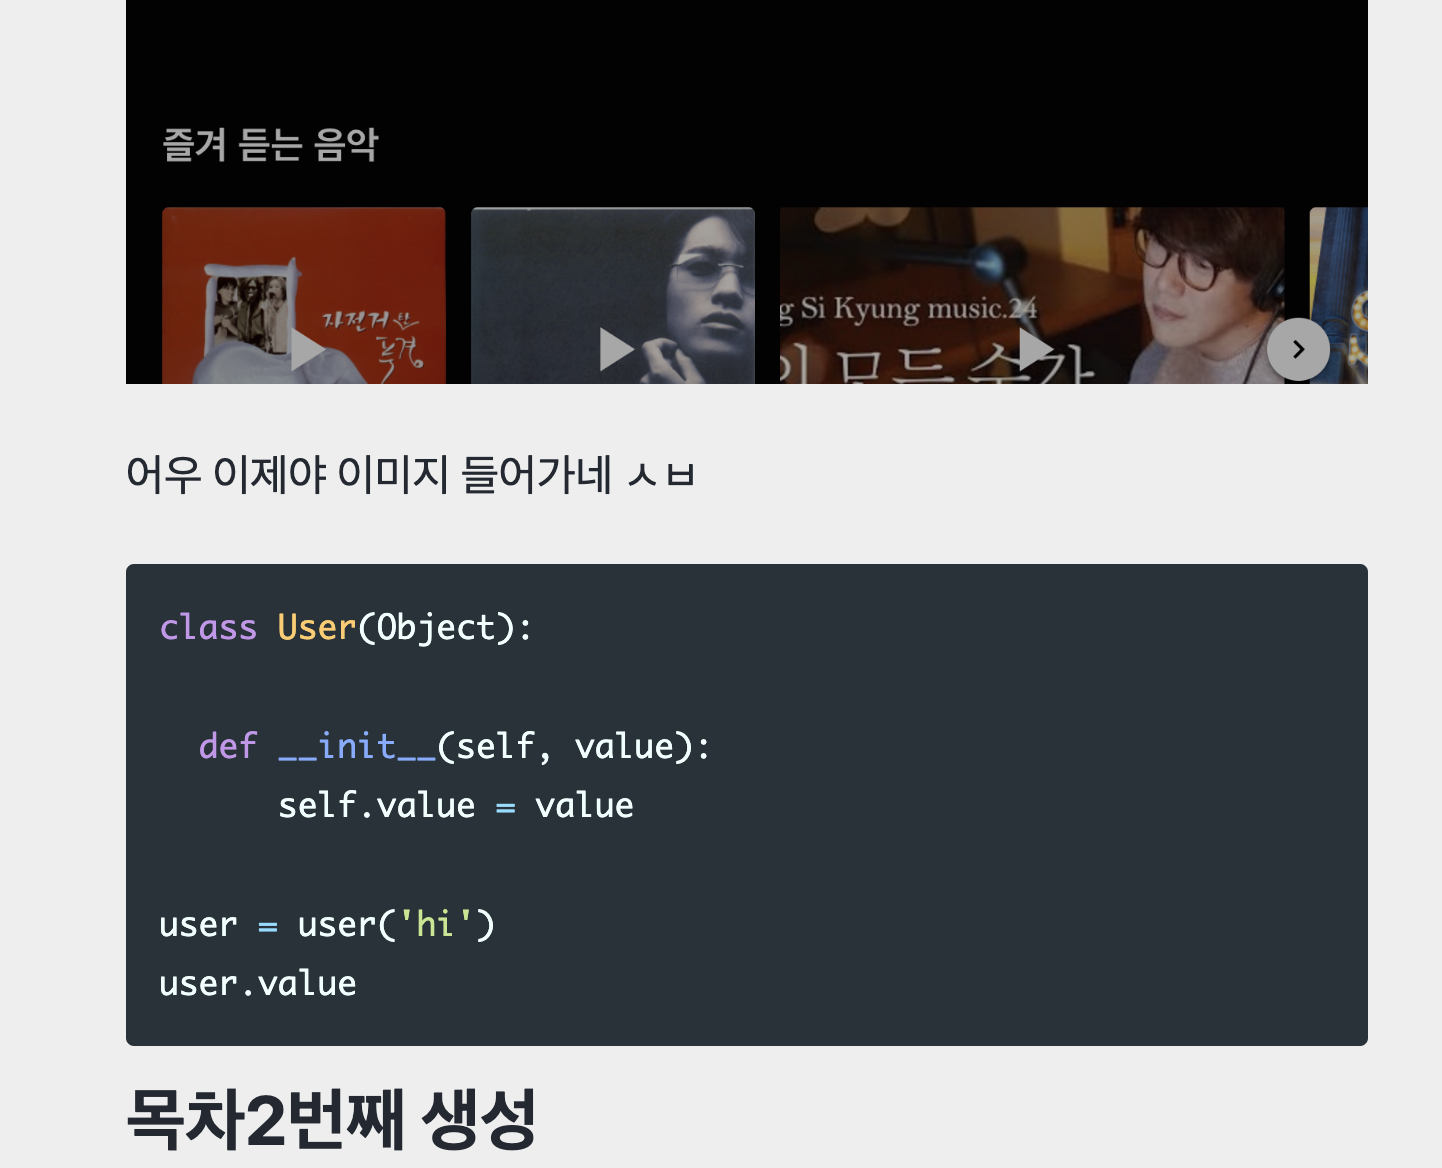 즐겨 듣는 음악
자전거 탄
풍경
g Si Kyung music.24
의 모든 순간
어우 이제야 이미지 들어가네 ㅅㅂ
class User(Object):
def __init__(self, value):
self.value = value
user = user('hi')
user.value
목차2번째 생성